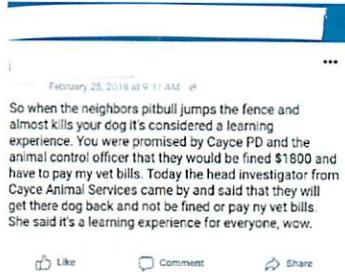 February 25, 2018 at 9:11 AM
So when the neighbors pitbull jumps the fence and
almost kills your dog it's considered a learning
experience. You were promised by Cayce PD and the
animal control officer that they would be fined $1800 and
have to pay my vet bills. Today the head investigator from
Cayce Animal Services came by and said that they will
get there dog back and not be fined or pay ny vet bills.
She said it's a learning experience for everyone, wow.
Like Comment Share